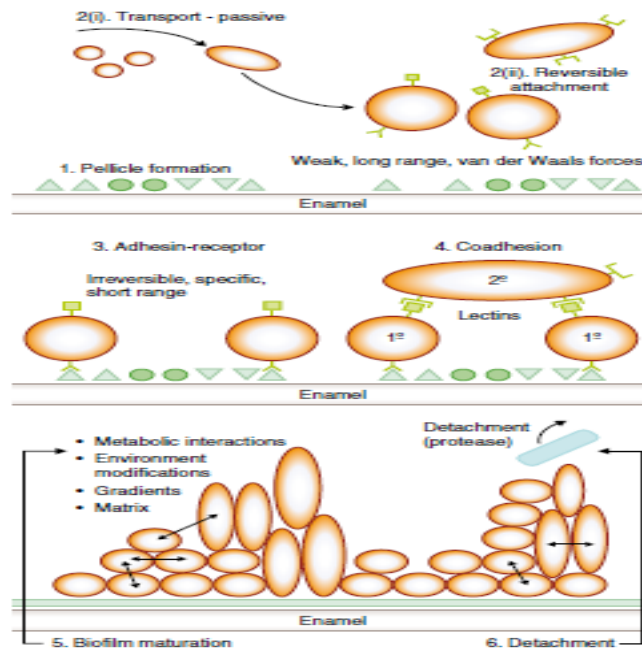 2(i). Transport - passive
2(ii). Reversible
attachment
1. Pellicle formation
Weak, long range, van der Waals forces
Enamel
3. Adhesin-receptor
4. Coadhesion
Irreversible, specific,
short range
2º
Lectins
1º
1º
Enamel
• Metabolic interactions
• Environment
modifications
• Gradients
• Matrix
Detachment
(protease)
Enamel
5. Biofilm maturation
6. Detachment